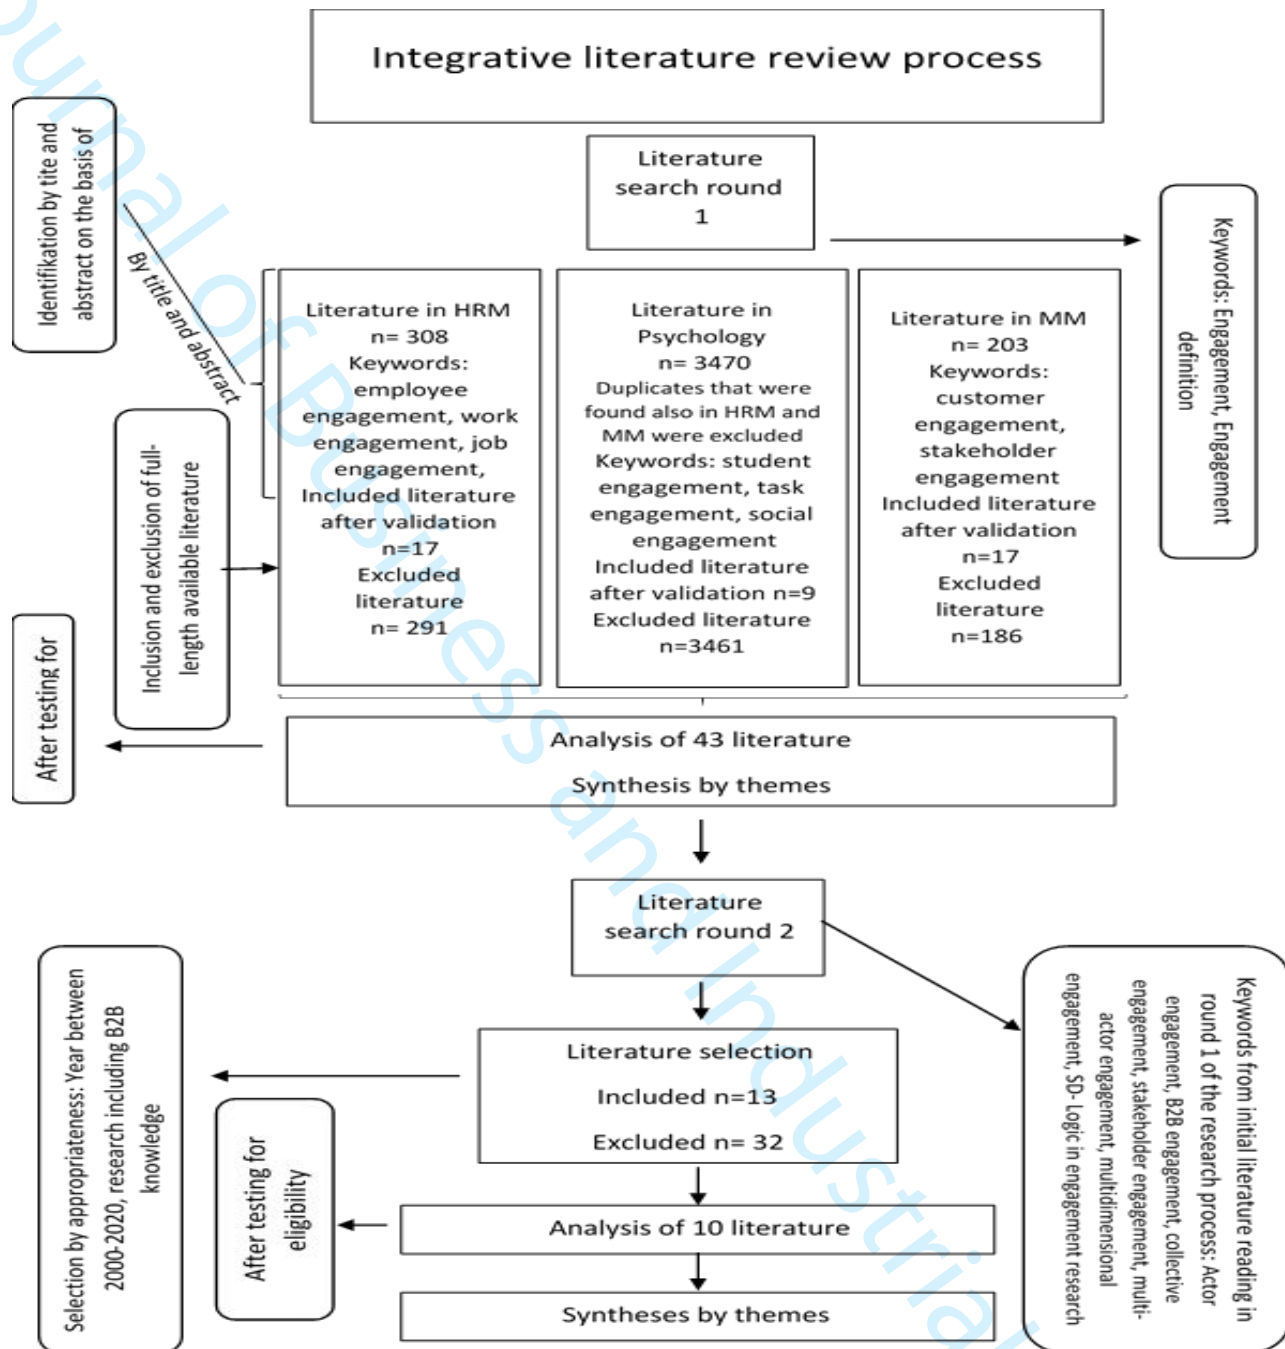 Integrative literature review process
Literature
search round
1
Identifikation by tite and
abstract on the basis of
By title and abstract
Keywords: Engagement, Engagement
definition
Literature in HRM
n= 308
Keywords:
employee
engagement, work
engagement, job
engagement,
Included literature
after validation
n=17
Excluded
literature
n= 291
Literature in
Psychology
n= 3470
Duplicates that were
found also in HRM and
MM were excluded
Keywords: student
engagement, task
engagement, social
engagement
Included literature
after validation n=9
Excluded literature
n=3461
Literature in MM
n= 203
Keywords:
customer
engagement,
stakeholder
engagement
Included literature
after validation
n=17
Excluded
literature
n=186
Inclusion and exclusion of full-
length available literature
After testing for
Analysis of 43 literature
Synthesis by themes
Literature
search round 2
Keywords from initial literature reading in
round 1 of the research process: Actor
engagement, B2B engagement, collective
engagement, stakeholder engagement, multi-
actor engagement, multidimensional
engagement, SD- Logic in engagement research
Literature selection
Included n=13
Excluded n= 32
Selection by appropriateness: Year between
2000-2020, research including B2B
knowledge
After testing for
eligibility
Analysis of 10 literature
Syntheses by themes
Journal of Business and Industrial